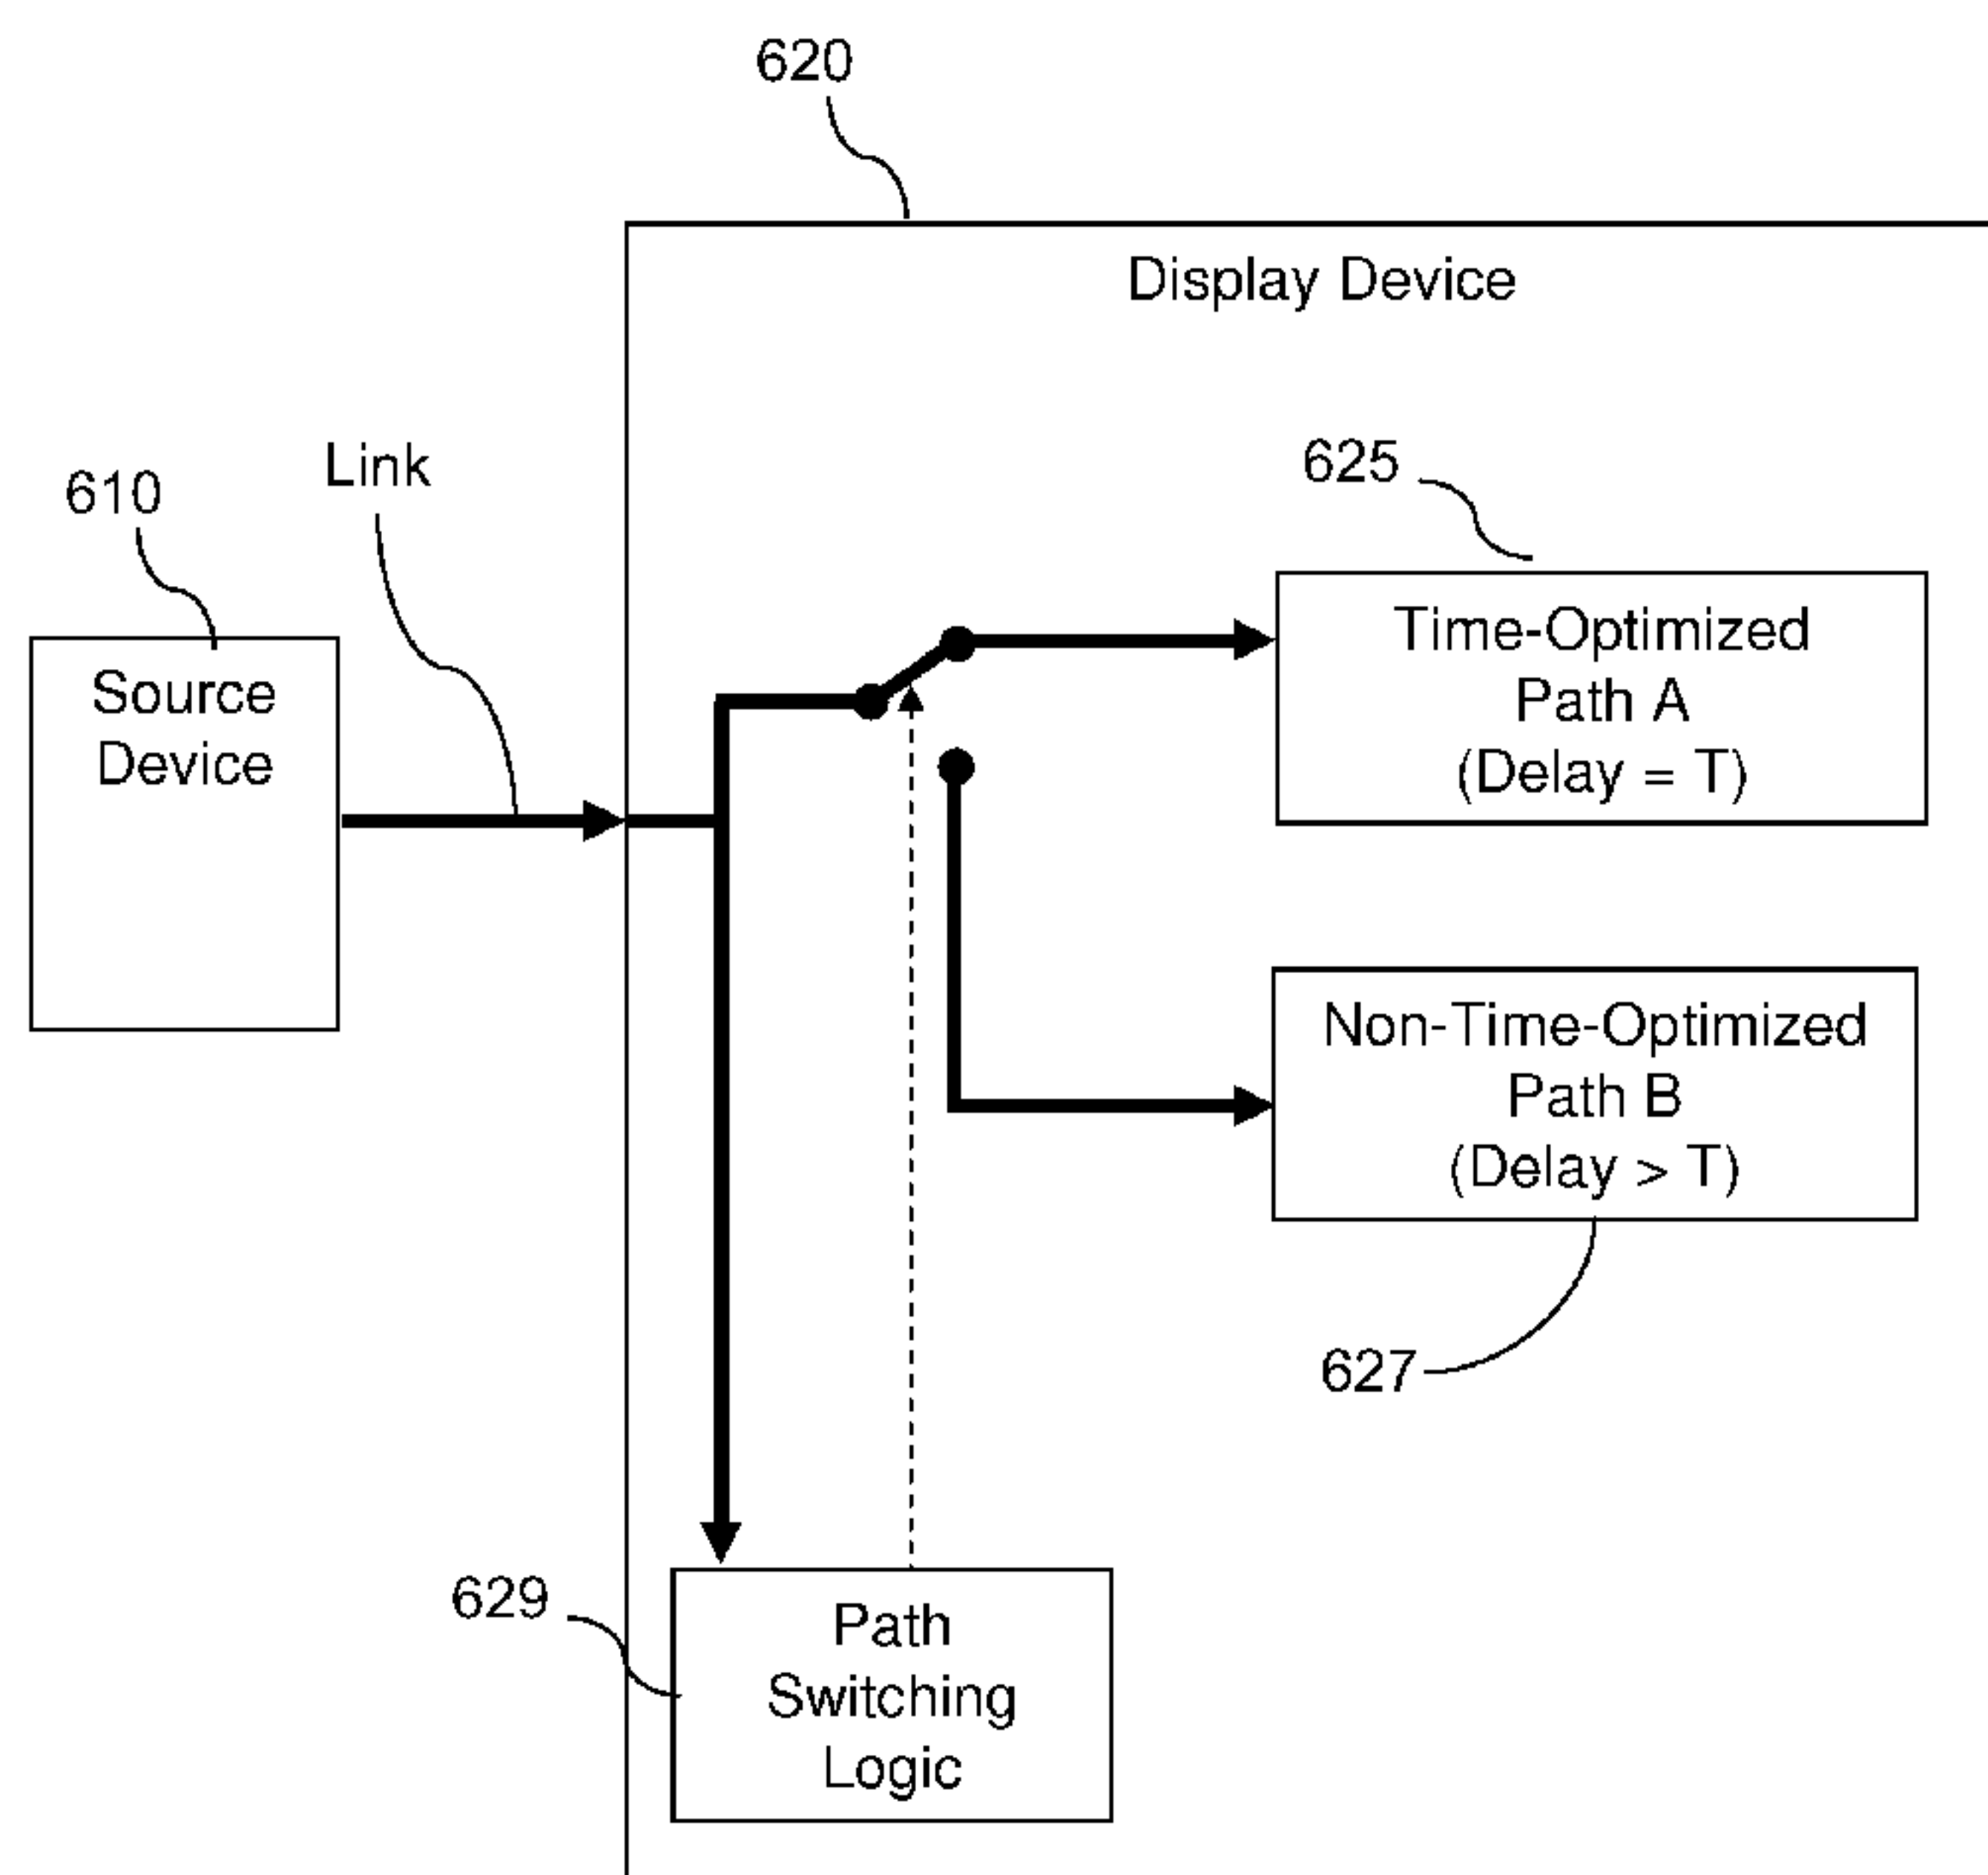 620
Display Device
Link
625
610
Time-Optimized
Path A
(Delay = T)
Source
Device
Non-Time-Optimized
Path B
(Delay > T)
627
629
Path
Switching
Logic